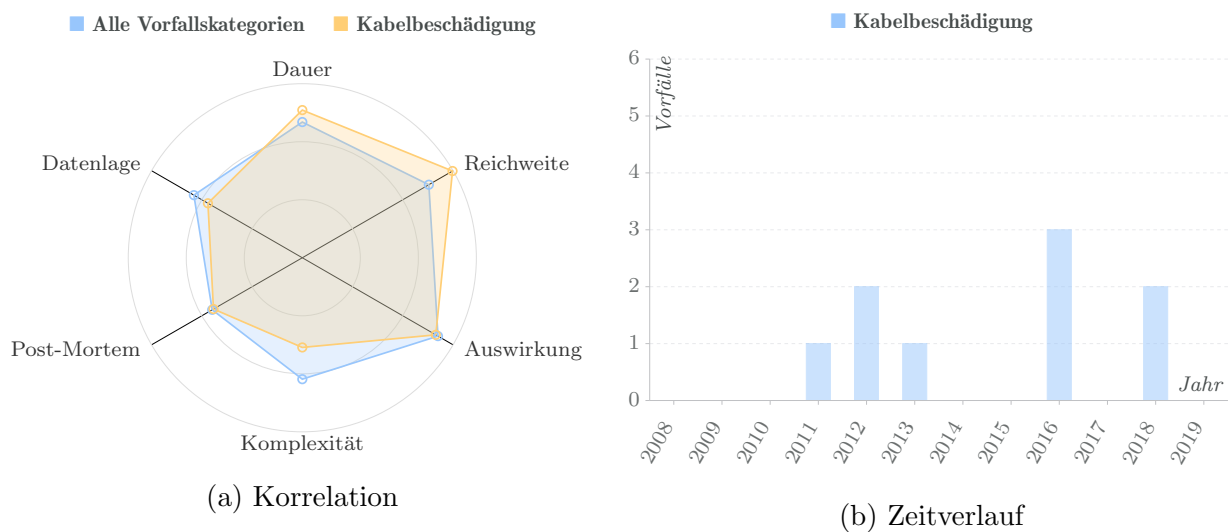 Alle Vorfallskategorien Kabelbeschädigung
Dauer
Datenlage
Reichweite
Post-Mortem
Auswirkung
Komplexität
(a) Korrelation
Kabelbeschädigung
Vorfälle
6
5
4
3
2
1
0
Jahr
2008 2009 2010 2011 2012 2013 2014 2015 2016 2017 2018 2019
(b) Zeitverlauf